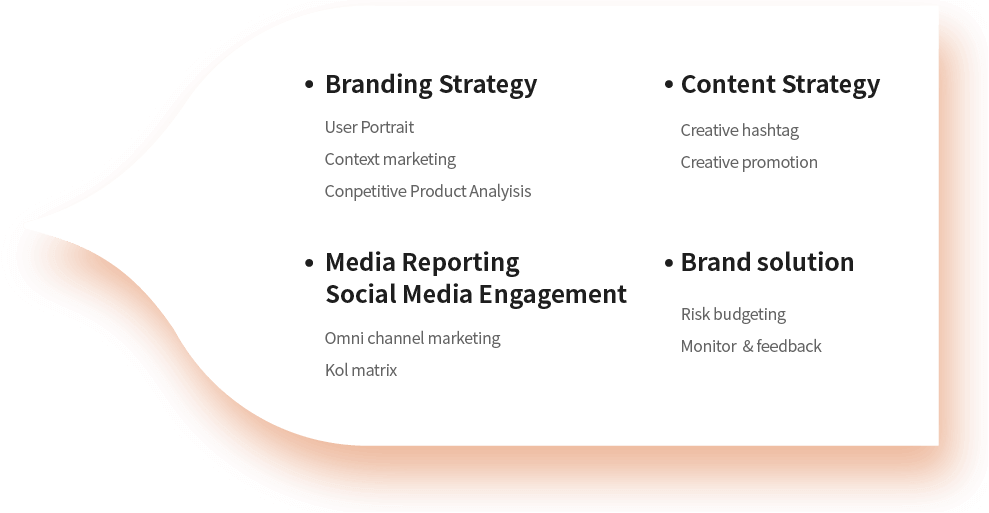 • Branding Strategy
User Portrait
Context marketing
Conpetitive Product Analyisis
• Content Strategy
Creative hashtag
Creative promotion
• Media Reporting
Social Media Engagement
Omni channel marketing
Kol matrix
• Brand solution
Risk budgeting
Monitor & feedback